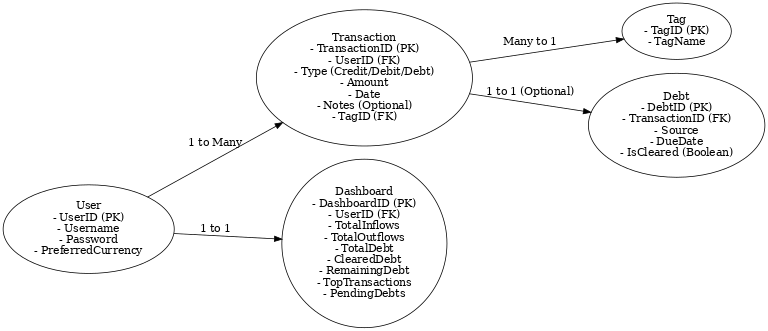 Transaction
- TransactionID (PK)
- UserID (FK)
- Type (Credit/Debit/Debt)
- Amount
- Date
- Notes (Optional)
- TagID (FK)
Many to 1
Tag
- TagID (PK)
- TagName
1 to 1 (Optional)
Debt
- DebtID (PK)
- TransactionID (FK)
- Source
- DueDate
- IsCleared (Boolean)
1 to Many
User
- UserID (PK)
- Username
- Password
- PreferredCurrency
1 to 1
Dashboard
- DashboardID (PK)
- UserID (FK)
- TotalInflows
- TotalOutflows
- TotalDebt
- ClearedDebt
- RemainingDebt
- TopTransactions
- PendingDebts